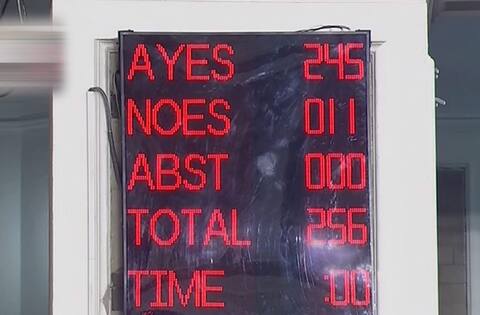 AYES 245
NOES 011
ABST 000
TOTAL 256
TIME :00